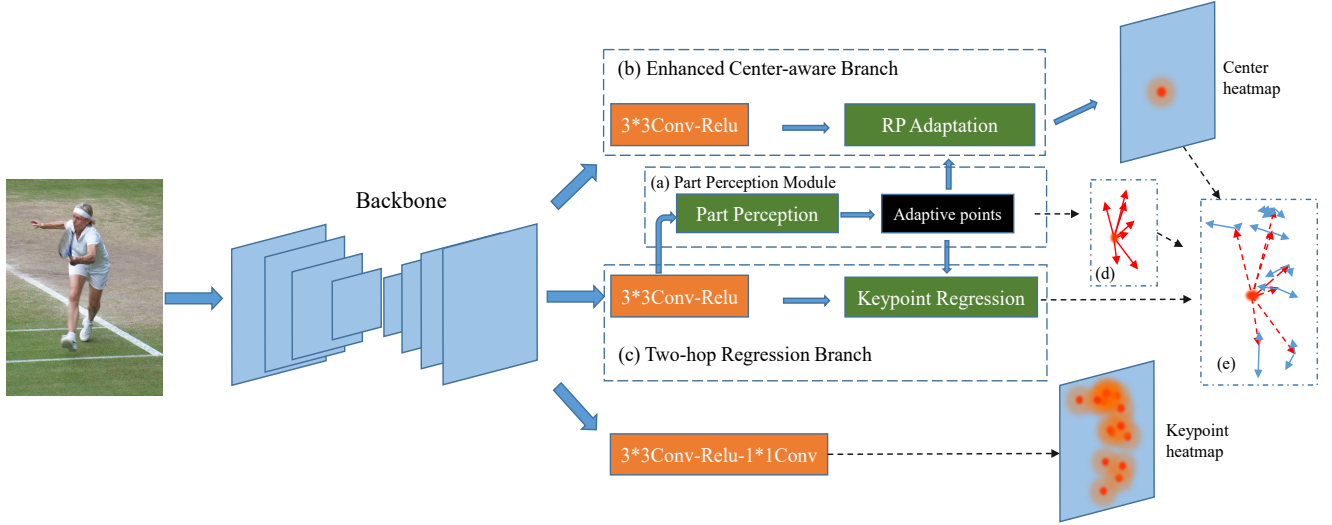 (b) Enhanced Center-aware Branch
3*3Conv-Relu
RP Adaptation
Center
heatmap
Backbone
(a) Part Perception Module
Part Perception
Adaptive points
(d)
3*3Conv-Relu
Keypoint Regression
(c) Two-hop Regression Branch
(e)
3*3Conv-Relu-1*1Conv
Keypoint
heatmap